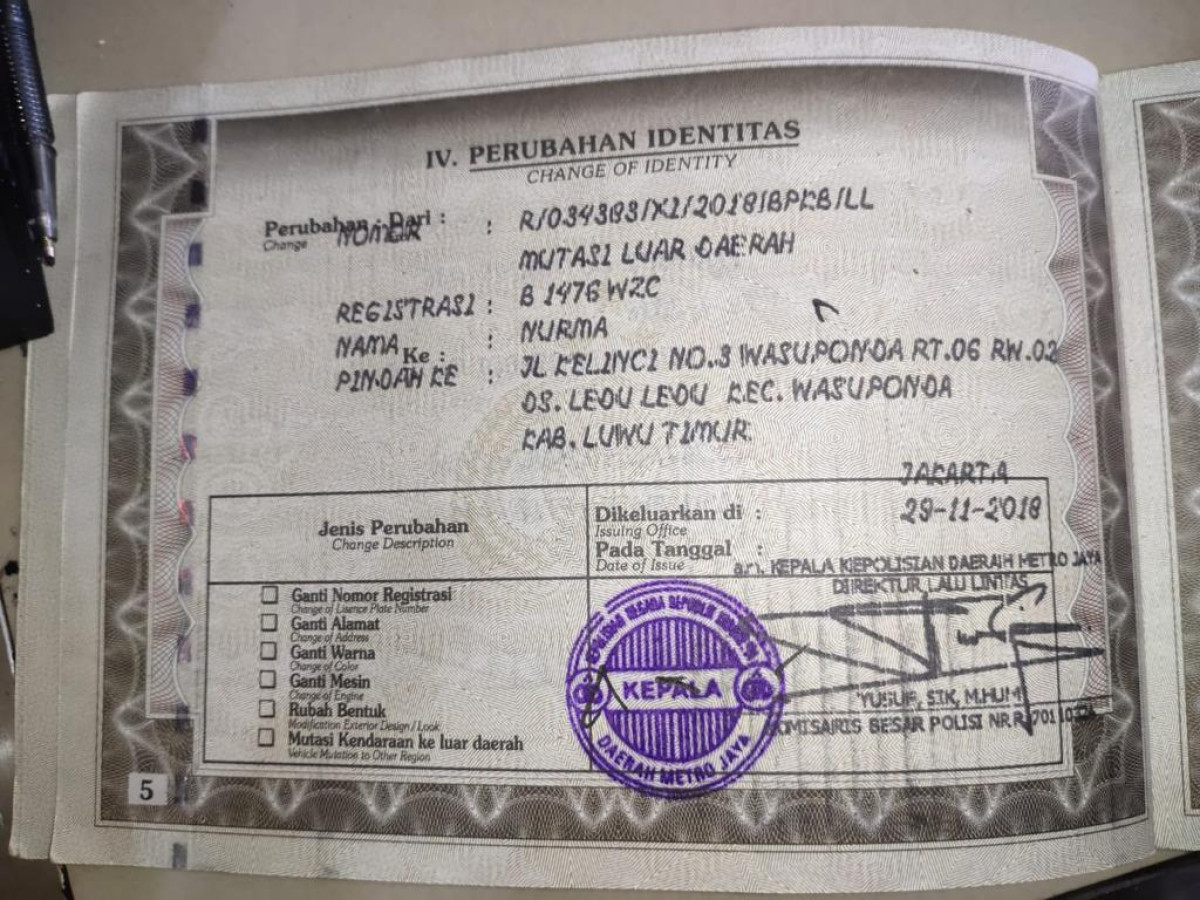 IV. PERUBAHAN IDENTITAS
CHANGE OF IDENTITY
Perubahan : Dari :
Change
NOMOR : R/034383/XI/2018/BPKB/LL
MUTASI LUAR DAERAH
REGISTRASI : B 1476 WZC
NAMA : NURMA
Ke :
PINDAH KE : JL KELINCI NO.3 WASUPONDA RT.06 RW.02
DS. LEDU LEDU KEC. WASUPONDA
KAB. LUWU TIMUR
JAKARTA
Jenis Perubahan
Change Description
Dikeluarkan di :
Issuing Office
29-11-2018
Pada Tanggal :
Date of Issue
an. KEPALA KEPOLISIAN DAERAH METRO JAYA
DIREKTUR LALU LINTAS
Ganti Nomor Registrasi
Change of Lisence Plate Number
Ganti Alamat
Change of Address
Ganti Warna
Change of Color
Ganti Mesin
Change of Engine
Rubah Bentuk
Modification Exterior Design / Look
Mutasi Kendaraan ke luar daerah
Vehicle Mutation to Other Region
KEPALA
DAERAH METRO JAYA
YUSUF, SIK, M.HUM
KOMISARIS BESAR POLISI NRP
5